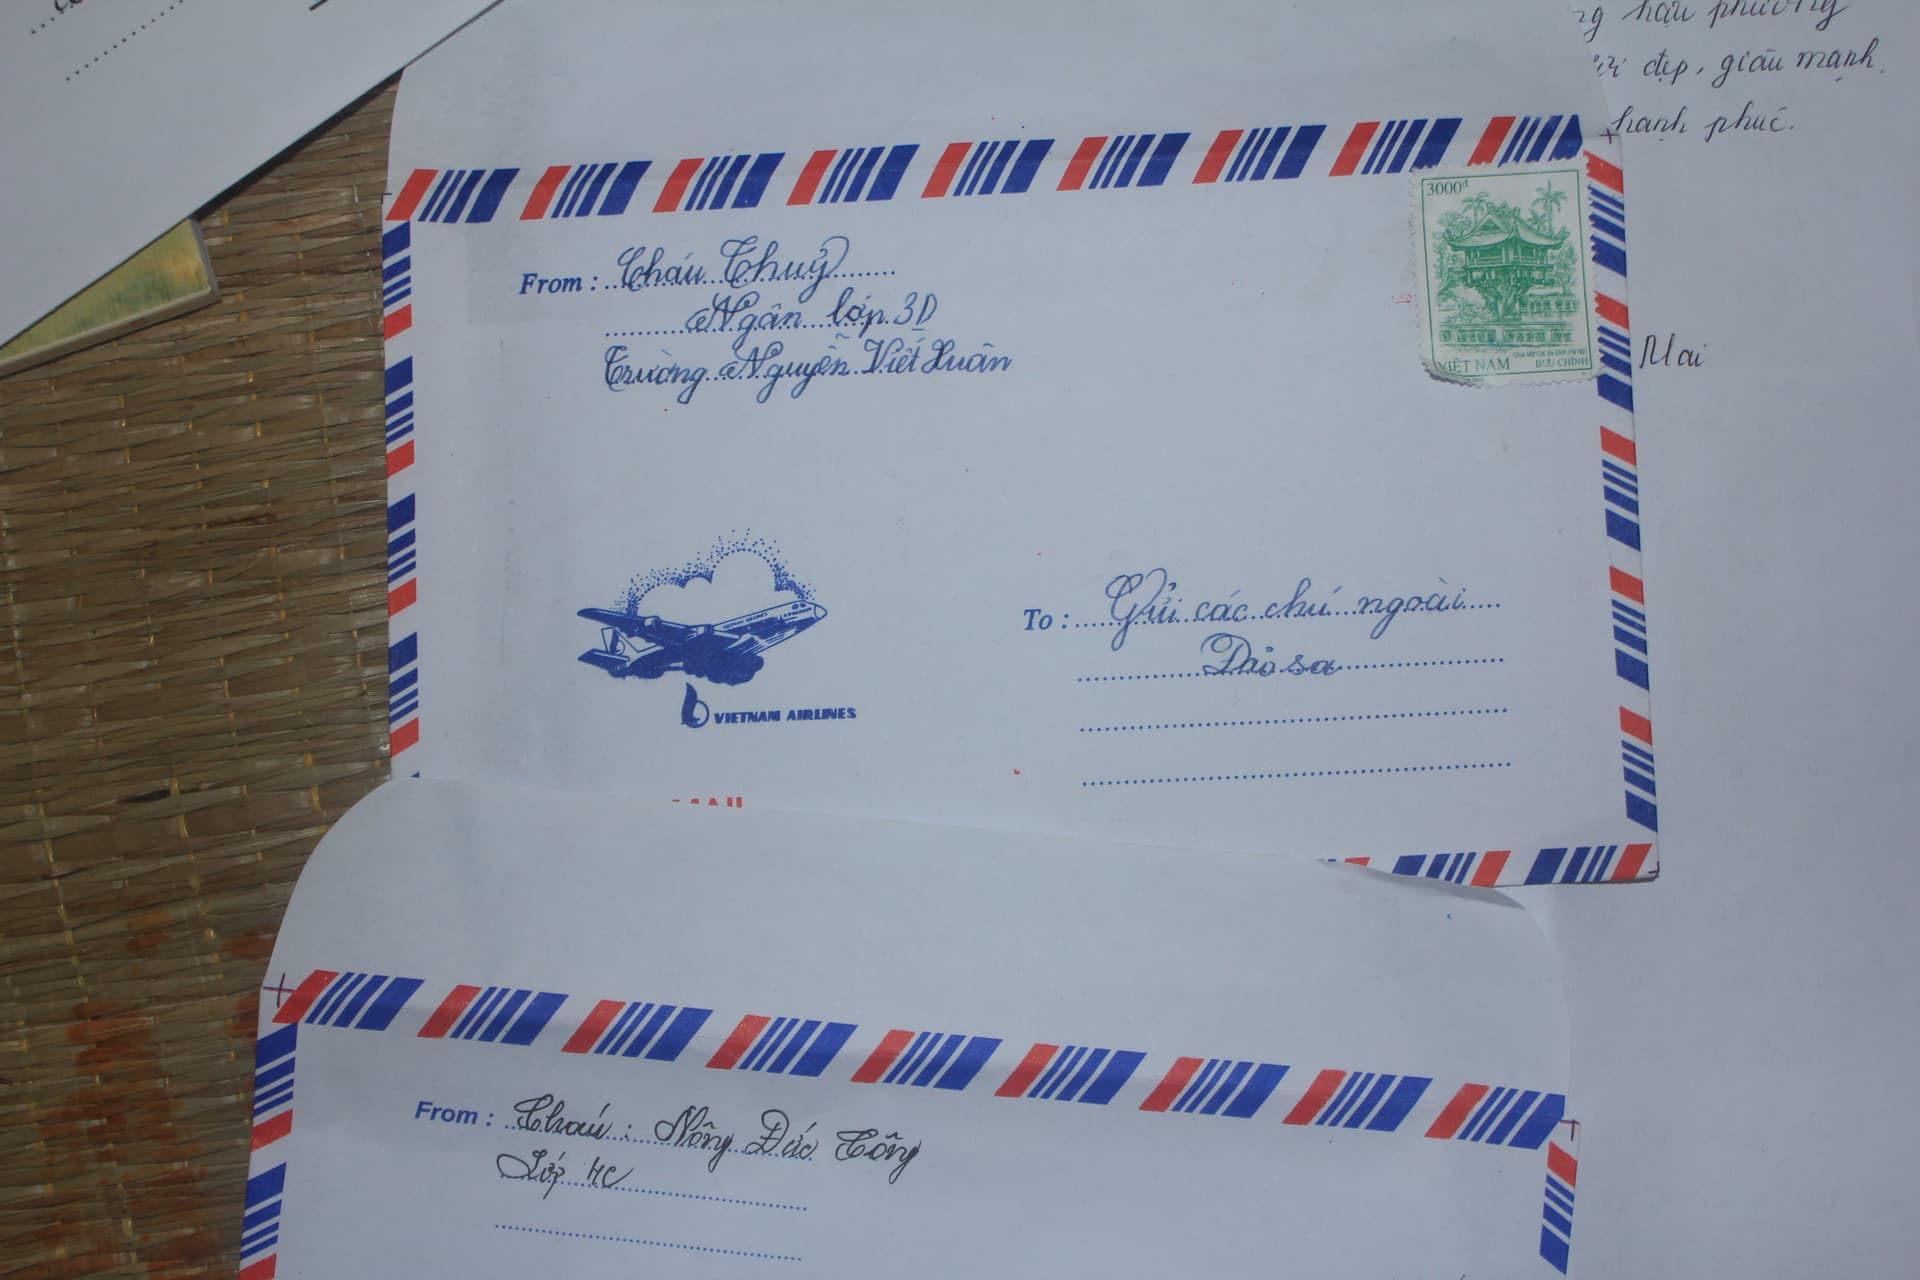 hậu phương
đẹp, giàu mạnh.
hạnh phúc.
Mai
3000đ
VIỆT NAM
BƯU CHÍNH
From : Cháu Thuỷ
Ngân lớp 3D
Trường Nguyễn Viết Xuân
To : Gửi các chú ngoài
Đảo sa
VIETNAM AIRLINES
From : Cháu : Nông Đức Công
Lớp 4C